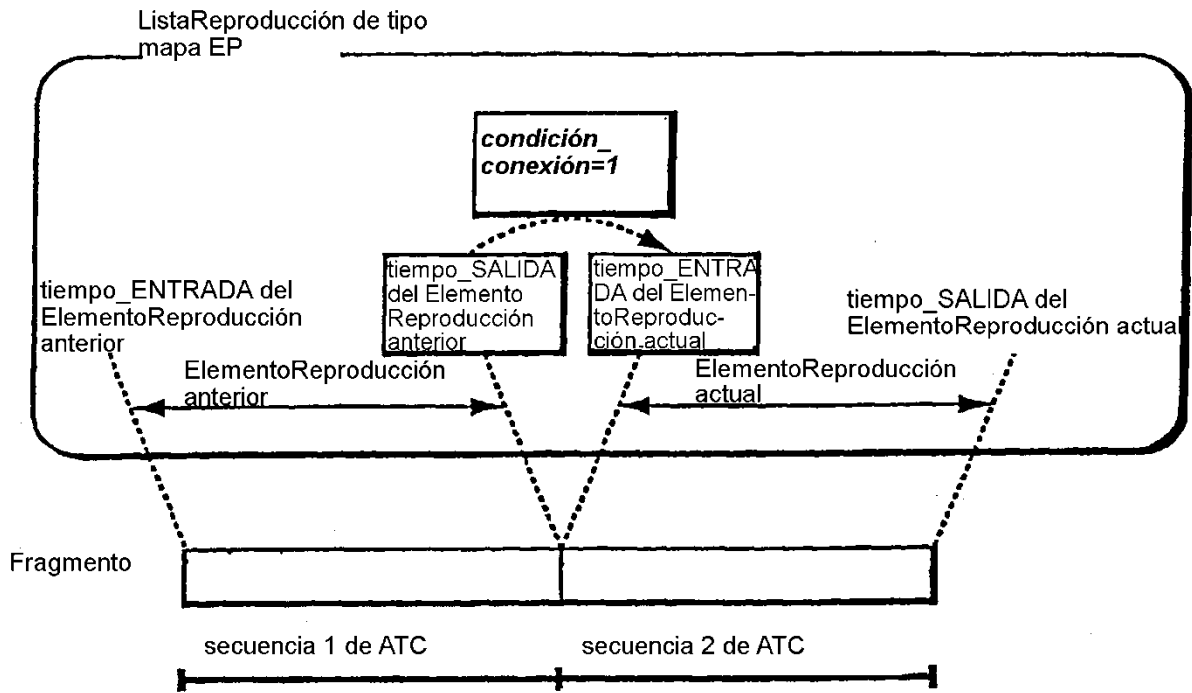 ListaReproducción de tipo
mapa EP
condición_
conexión=1
tiempo_ENTRADA del
ElementoReproducción
anterior
tiempo_SALIDA
del Elemento
Reproducción
anterior
tiempo_ENTRA
DA del Elemen-
toReproduc-
ción actual
tiempo_SALIDA del
ElementoReproducción actual
ElementoReproducción
anterior
ElementoReproducción
actual
Fragmento
secuencia 1 de ATC
secuencia 2 de ATC